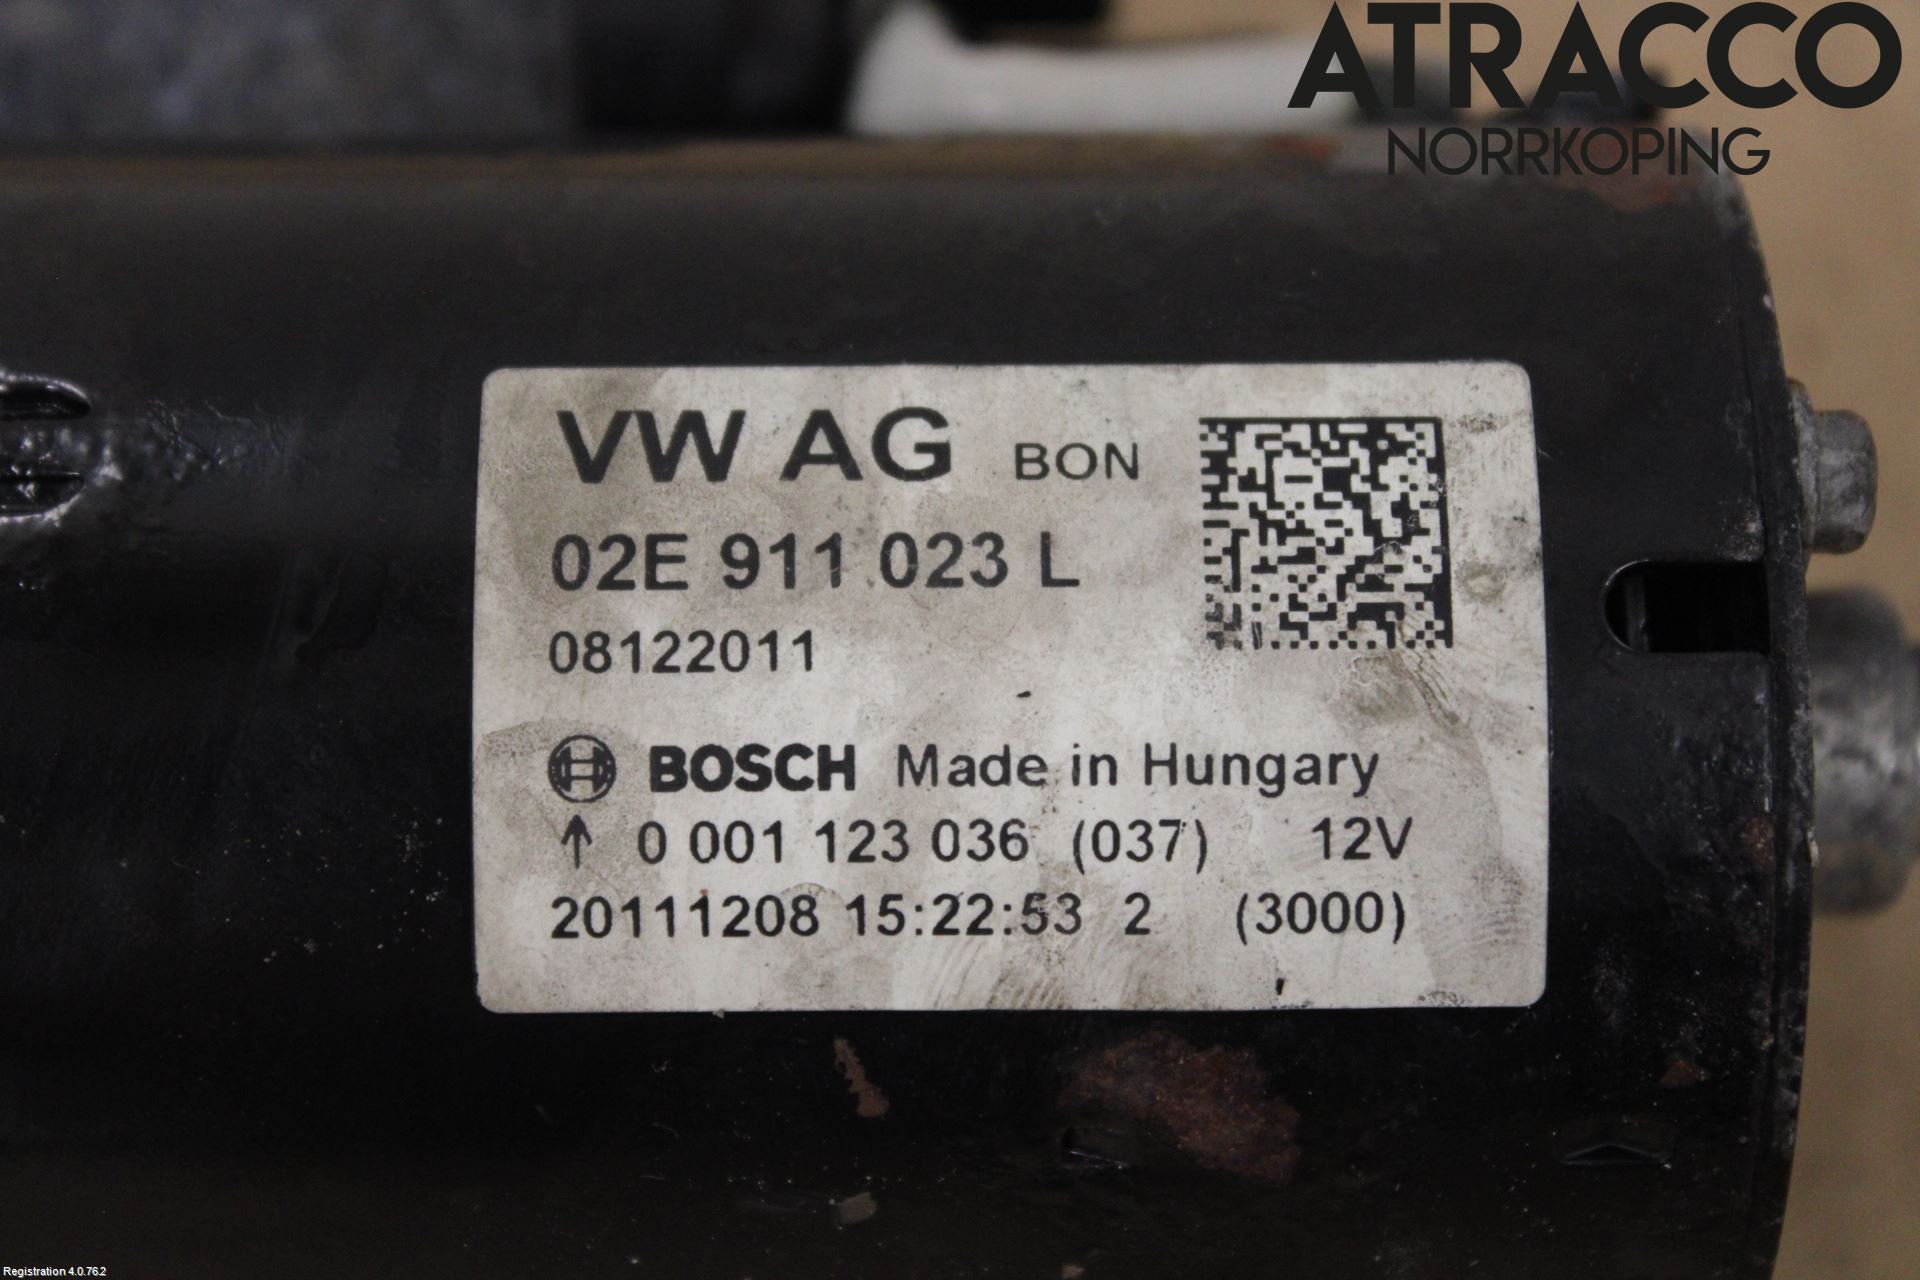 ATRACCO
NORRKOPING
VW AG BON
02E 911 023 L
08122011
BOSCH Made in Hungary
↑ 0 001 123 036 (037) 12V
20111208 15:22:53 2 (3000)
Registration 4.0.76.2